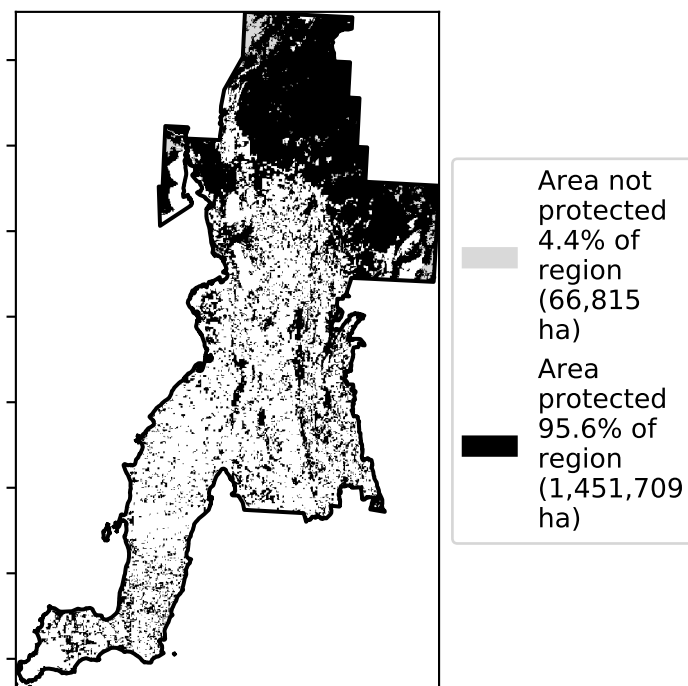 Area not
protected
4.4% of
region
(66,815
ha)
Area
protected
95.6% of
region
(1,451,709
ha)